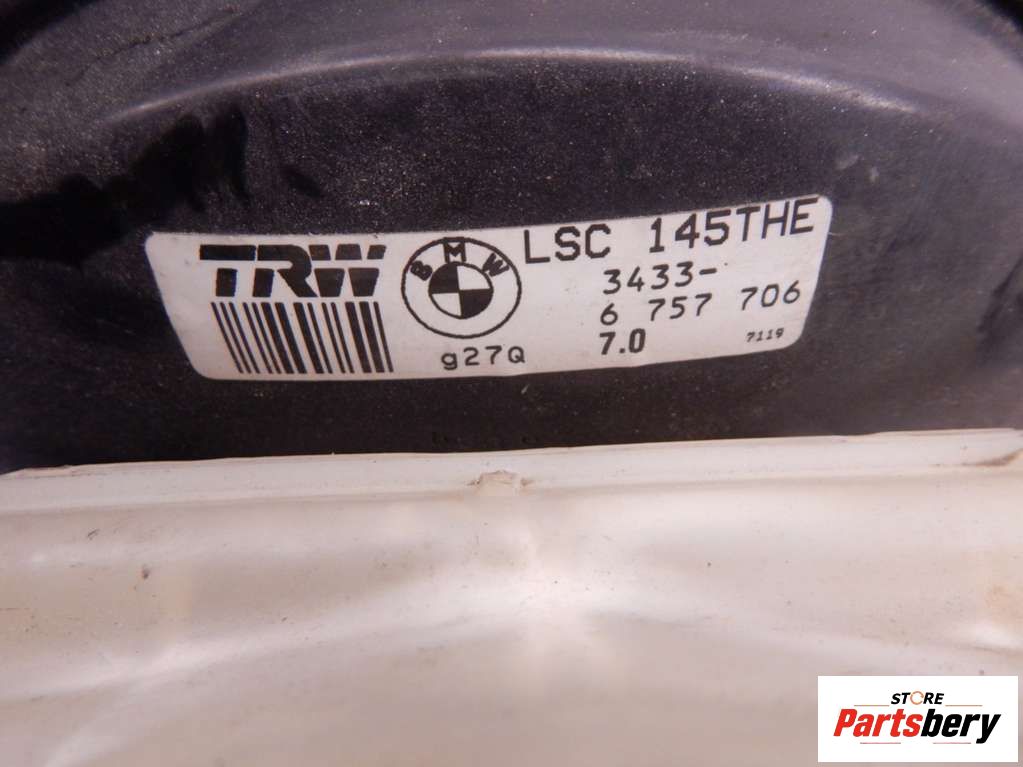 TRW
BMW
LSC 145THE
3433-
6 757 706
g27Q
7.0
7119
STORE
Partsbery